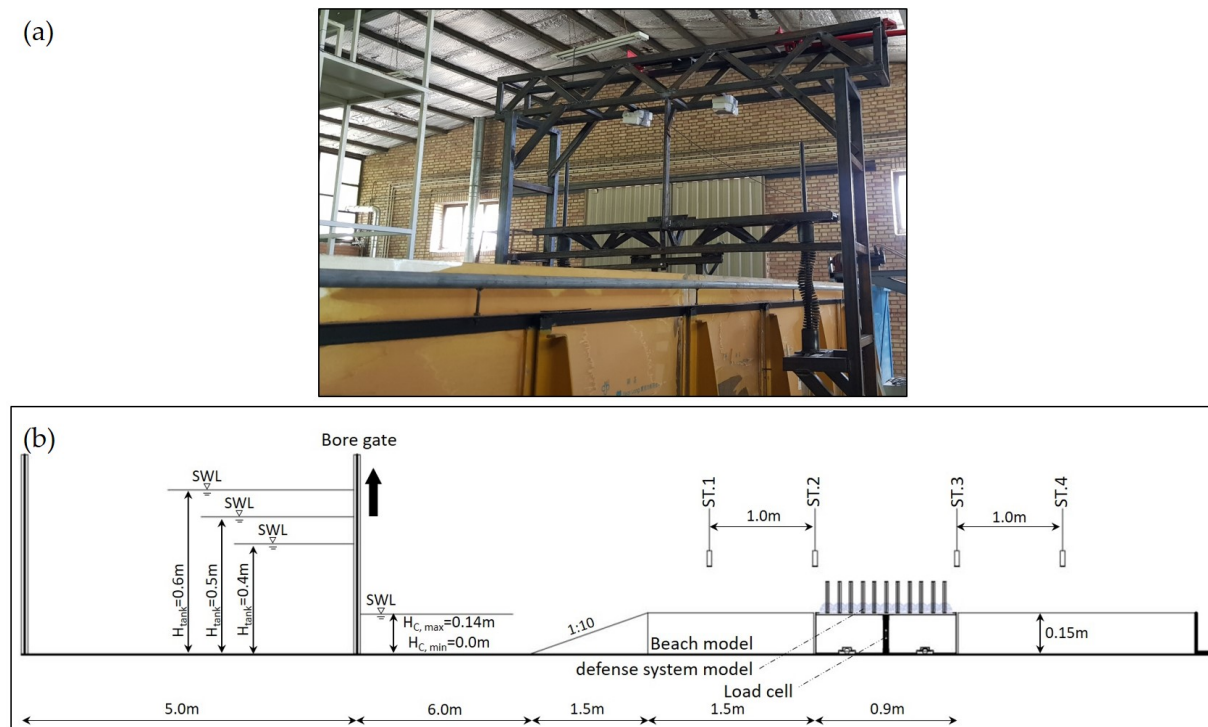 (a)
(b)
Bore gate
SWL
SWL
SWL
H_tank=0.6m
H_tank=0.5m
H_tank=0.4m
SWL
H_C, max=0.14m
H_C, min=0.0m
1:10
ST.1
ST.2
ST.3
ST.4
1.0m
1.0m
Beach model
defense system model
Load cell
0.15m
5.0m
6.0m
1.5m
1.5m
0.9m